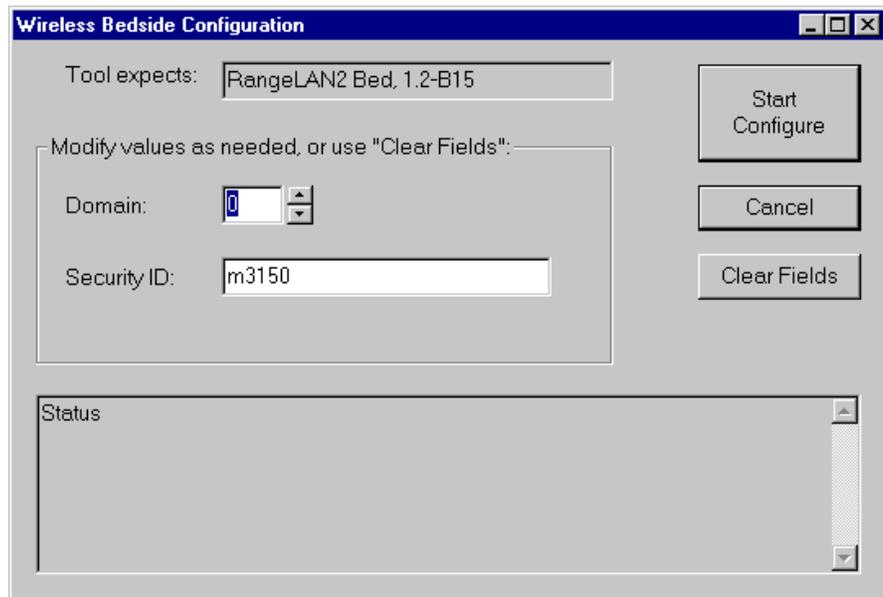 Wireless Bedside Configuration
Tool expects: RangeLAN2 Bed, 1.2-B15
Start
Configure
Modify values as needed, or use "Clear Fields":
Domain: 0
Cancel
Security ID: m3150
Clear Fields
Status